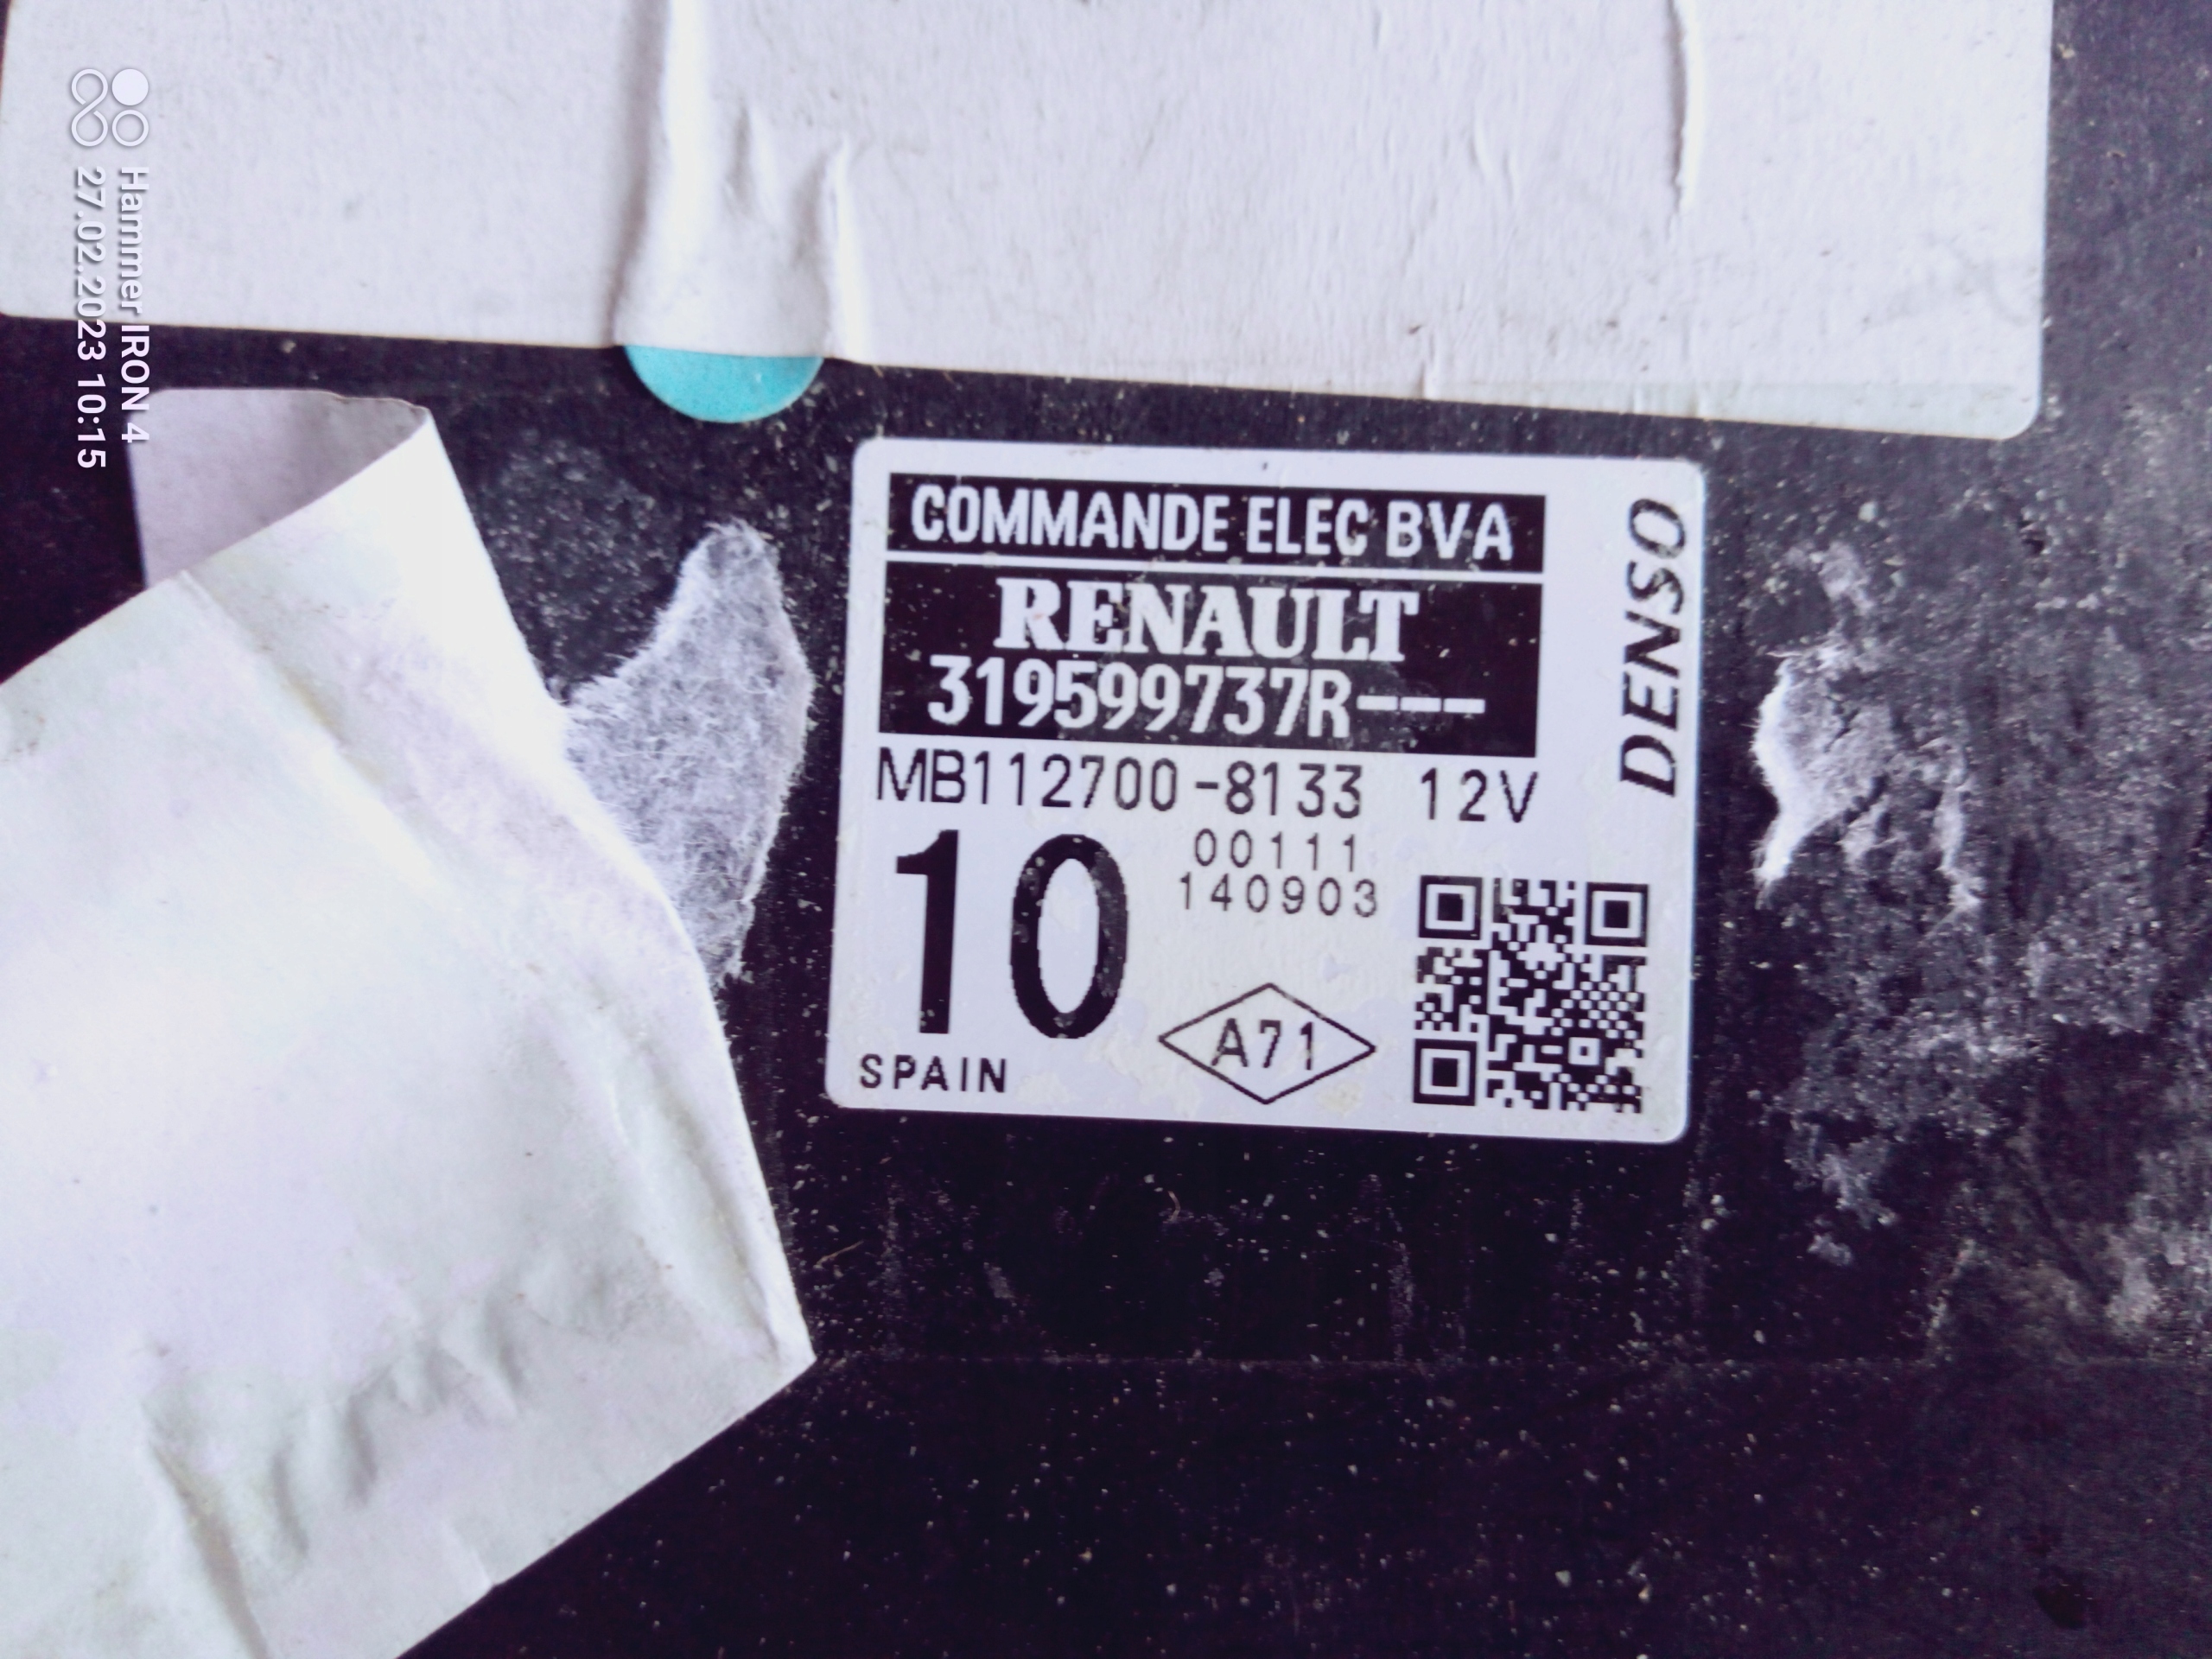 Hammer IRON 4
27.02.2023 10:15
COMMANDE ELEC BVA
RENAULT
319599737R---
MB112700-8133 12V
00111
140903
10
A71
SPAIN
DENSO